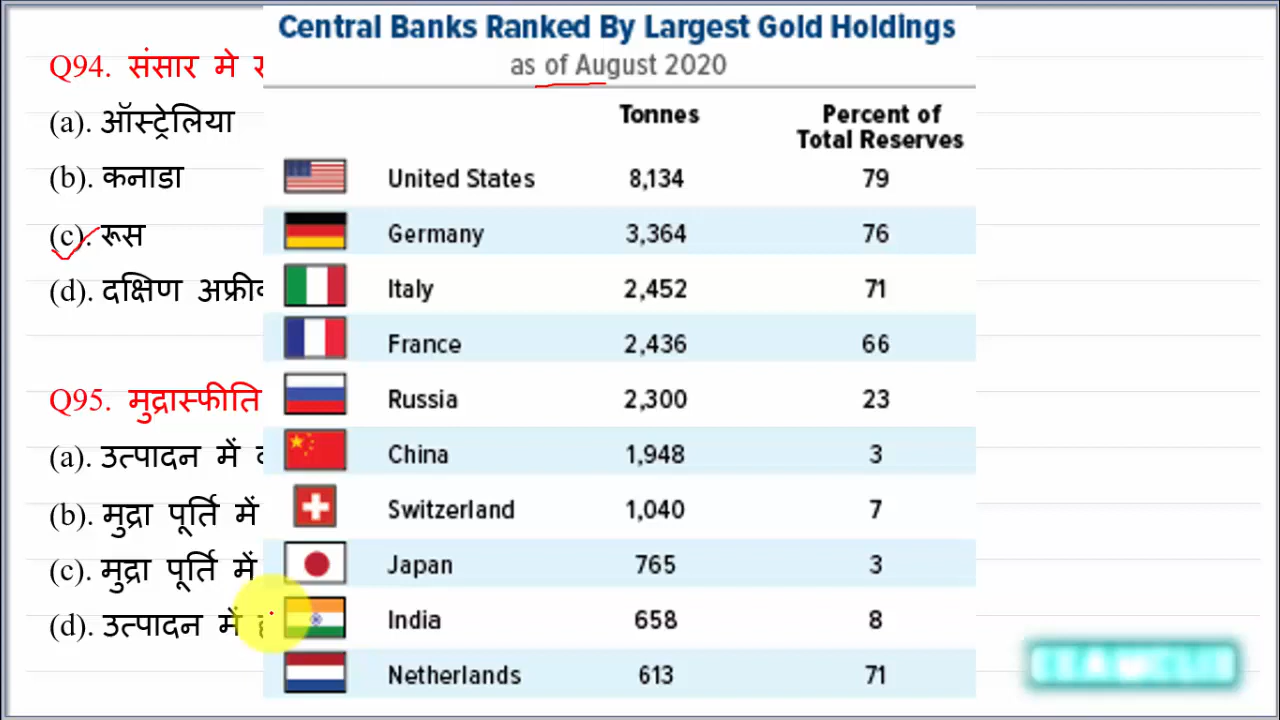 Central Banks Ranked By Largest Gold Holdings
as of August 2020
Tonnes Percent of Total Reserves
United States 8,134 79
Germany 3,364 76
Italy 2,452 71
France 2,436 66
Russia 2,300 23
China 1,948 3
Switzerland 1,040 7
Japan 765 3
India 658 8
Netherlands 613 71
Q94. संसार मे
(a). ऑस्ट्रेलिया
(b). कनाडा
(c). रूस
(d). दक्षिण
Q95. मुद्रास्फीति
(a). उत्पादन में
(b). मुद्रा पूर्ति में
(c). मुद्रा पूर्ति में
(d). उत्पादन में